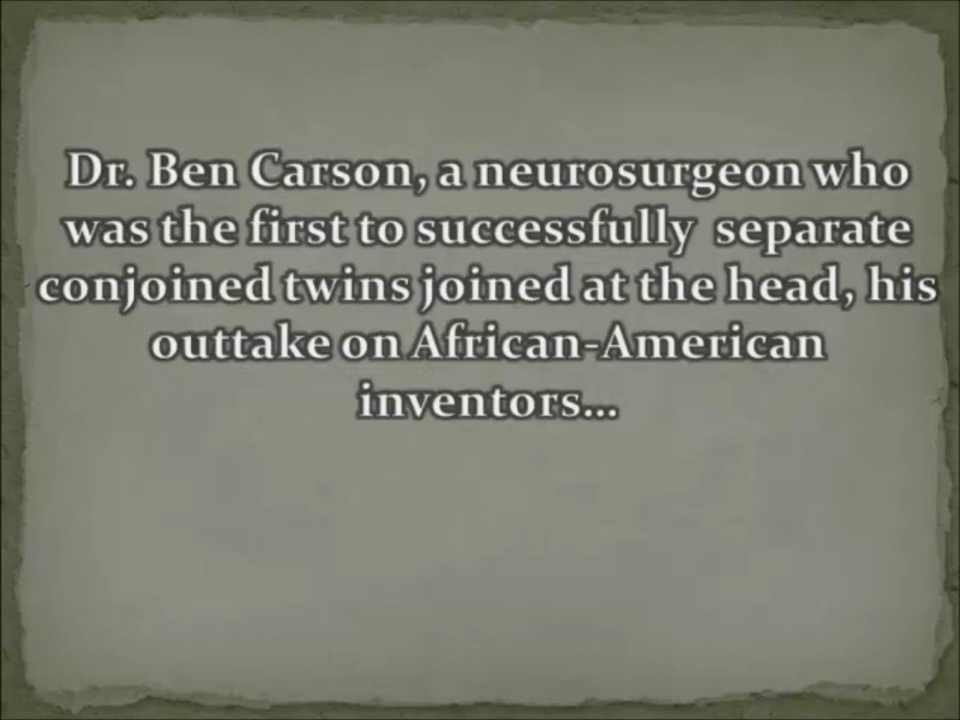 Dr. Ben Carson, a neurosurgeon who
was the first to successfully separate
conjoined twins joined at the head, his
outtake on African-American
inventors...